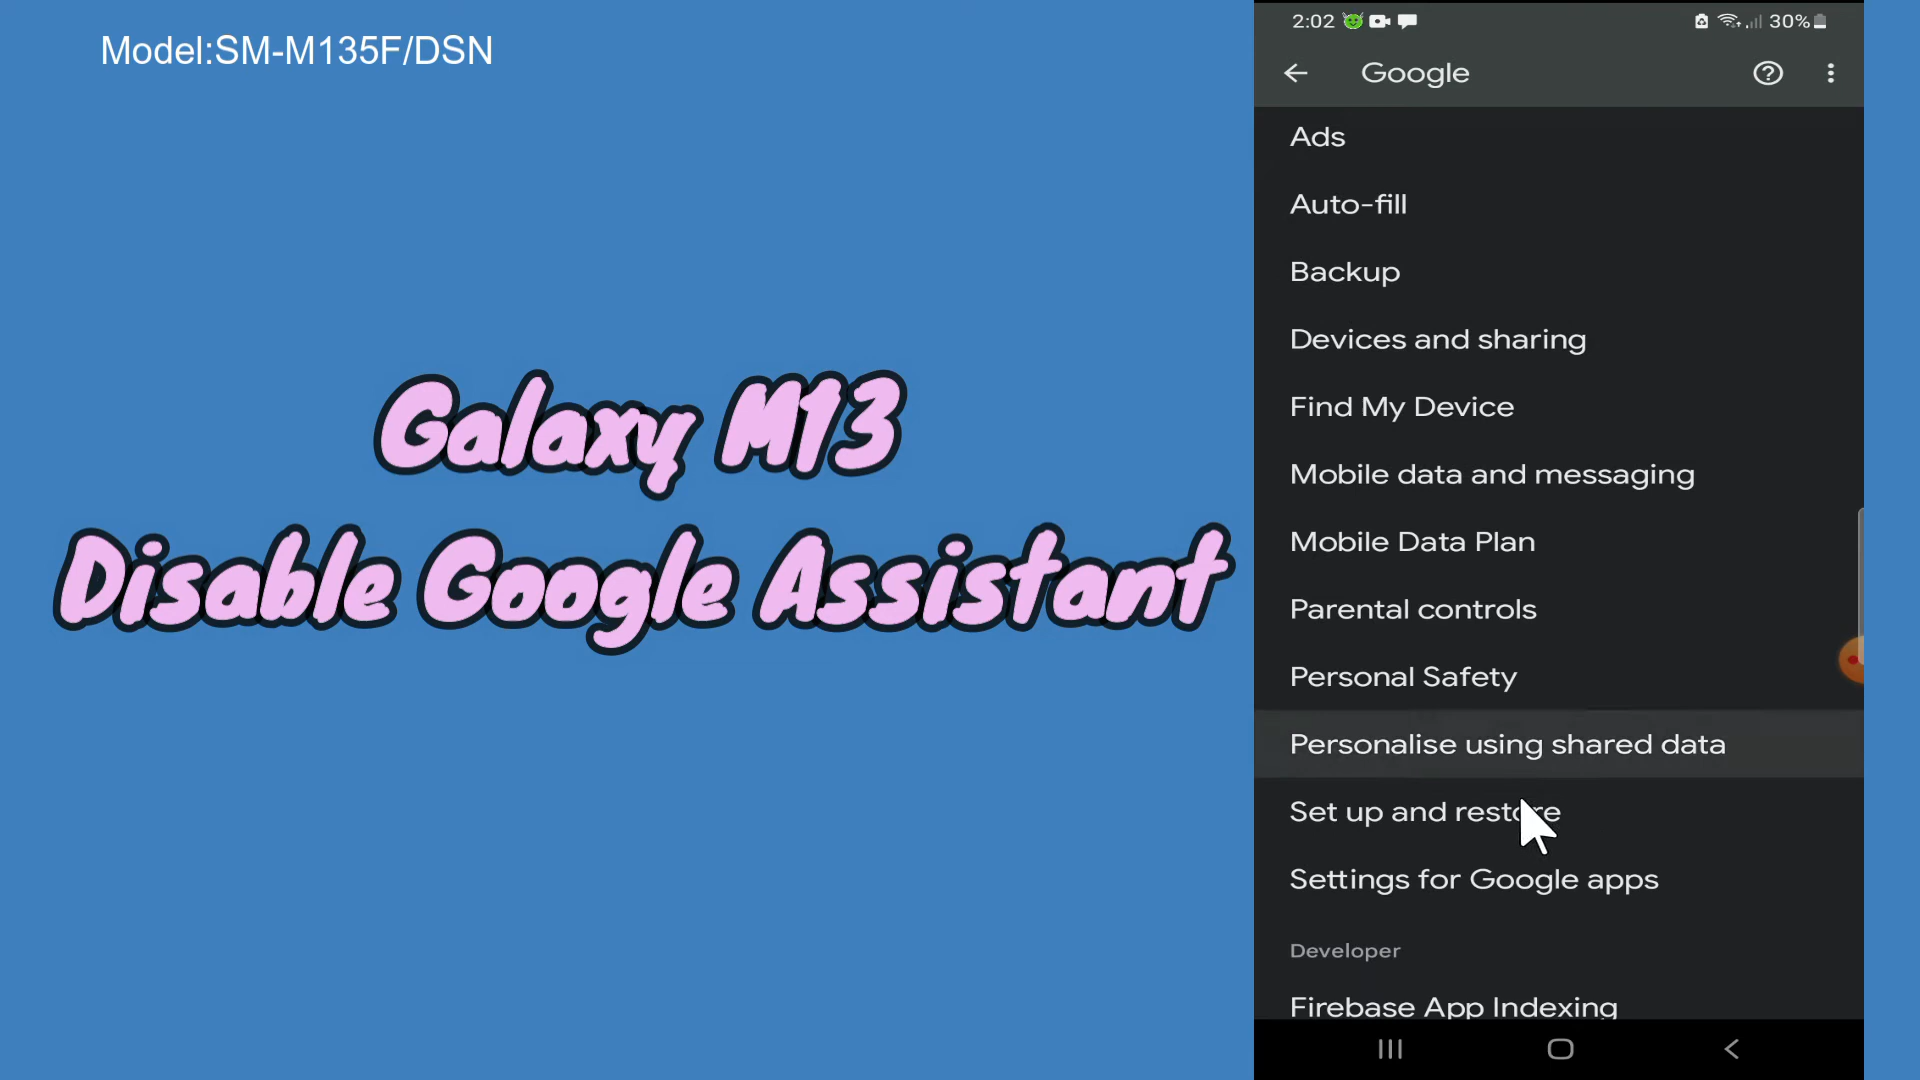 Model:SM-M135F/DSN
Galaxy M13
Disable Google Assistant
2:02
30%
Google
Ads
Auto-fill
Backup
Devices and sharing
Find My Device
Mobile data and messaging
Mobile Data Plan
Parental controls
Personal Safety
Personalise using shared data
Set up and restore
Settings for Google apps
Developer
Firebase App Indexing